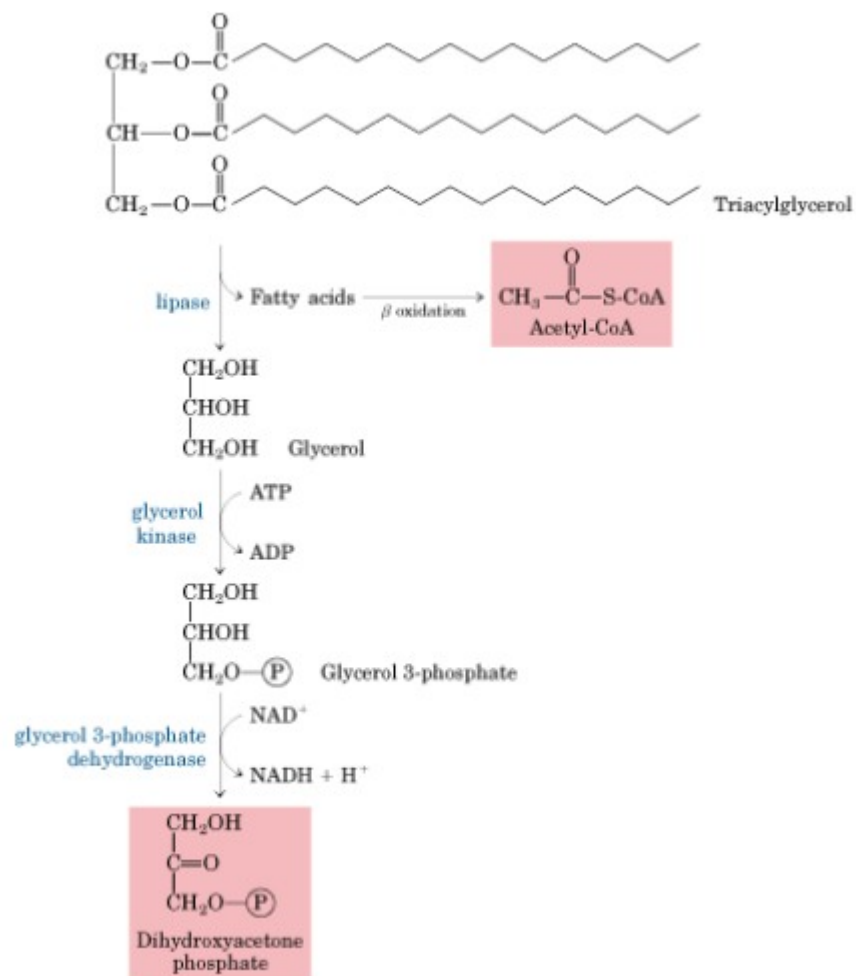 O
CH₂—O—C
O
CH—O—C
O
CH₂—O—C
Triacylglycerol
lipase
Fatty acids
β oxidation
O
CH₃—C—S-CoA
Acetyl-CoA
CH₂OH
CHOH
CH₂OH Glycerol
glycerol
kinase
ATP
ADP
CH₂OH
CHOH
CH₂O—P Glycerol 3-phosphate
glycerol 3-phosphate
dehydrogenase
NAD⁺
NADH + H⁺
CH₂OH
C=O
CH₂O—P
Dihydroxyacetone
phosphate